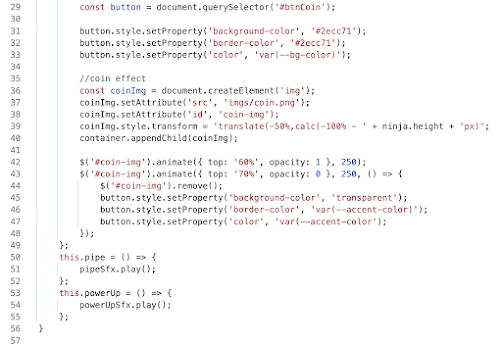 29 const button = document.querySelector('#btnCoin');
30
31 button.style.setProperty('background-color', '#2ecc71');
32 button.style.setProperty('border-color', '#2ecc71');
33 button.style.setProperty('color', 'var(--bg-color)');
34
35 //coin effect
36 const coinImg = document.createElement('img');
37 coinImg.setAttribute('src', 'imgs/coin.png');
38 coinImg.setAttribute('id', 'coin-img');
39 coinImg.style.transform = 'translate(-50%,calc(-100% - ' + ninja.height + 'px)';
40 container.appendChild(coinImg);
41
42 $('#coin-img').animate({ top: '60%', opacity: 1 }, 250);
43 $('#coin-img').animate({ top: '70%', opacity: 0 }, 250, () => {
44 $('#coin-img').remove();
45 button.style.setProperty('background-color', 'transparent');
46 button.style.setProperty('border-color', 'var(--accent-color)');
47 button.style.setProperty('color', 'var(--accent-color');
48 });
49 };
50 this.pipe = () => {
51 pipeSfx.play();
52 };
53 this.powerUp = () => {
54 powerUpSfx.play();
55 };
56 }
57